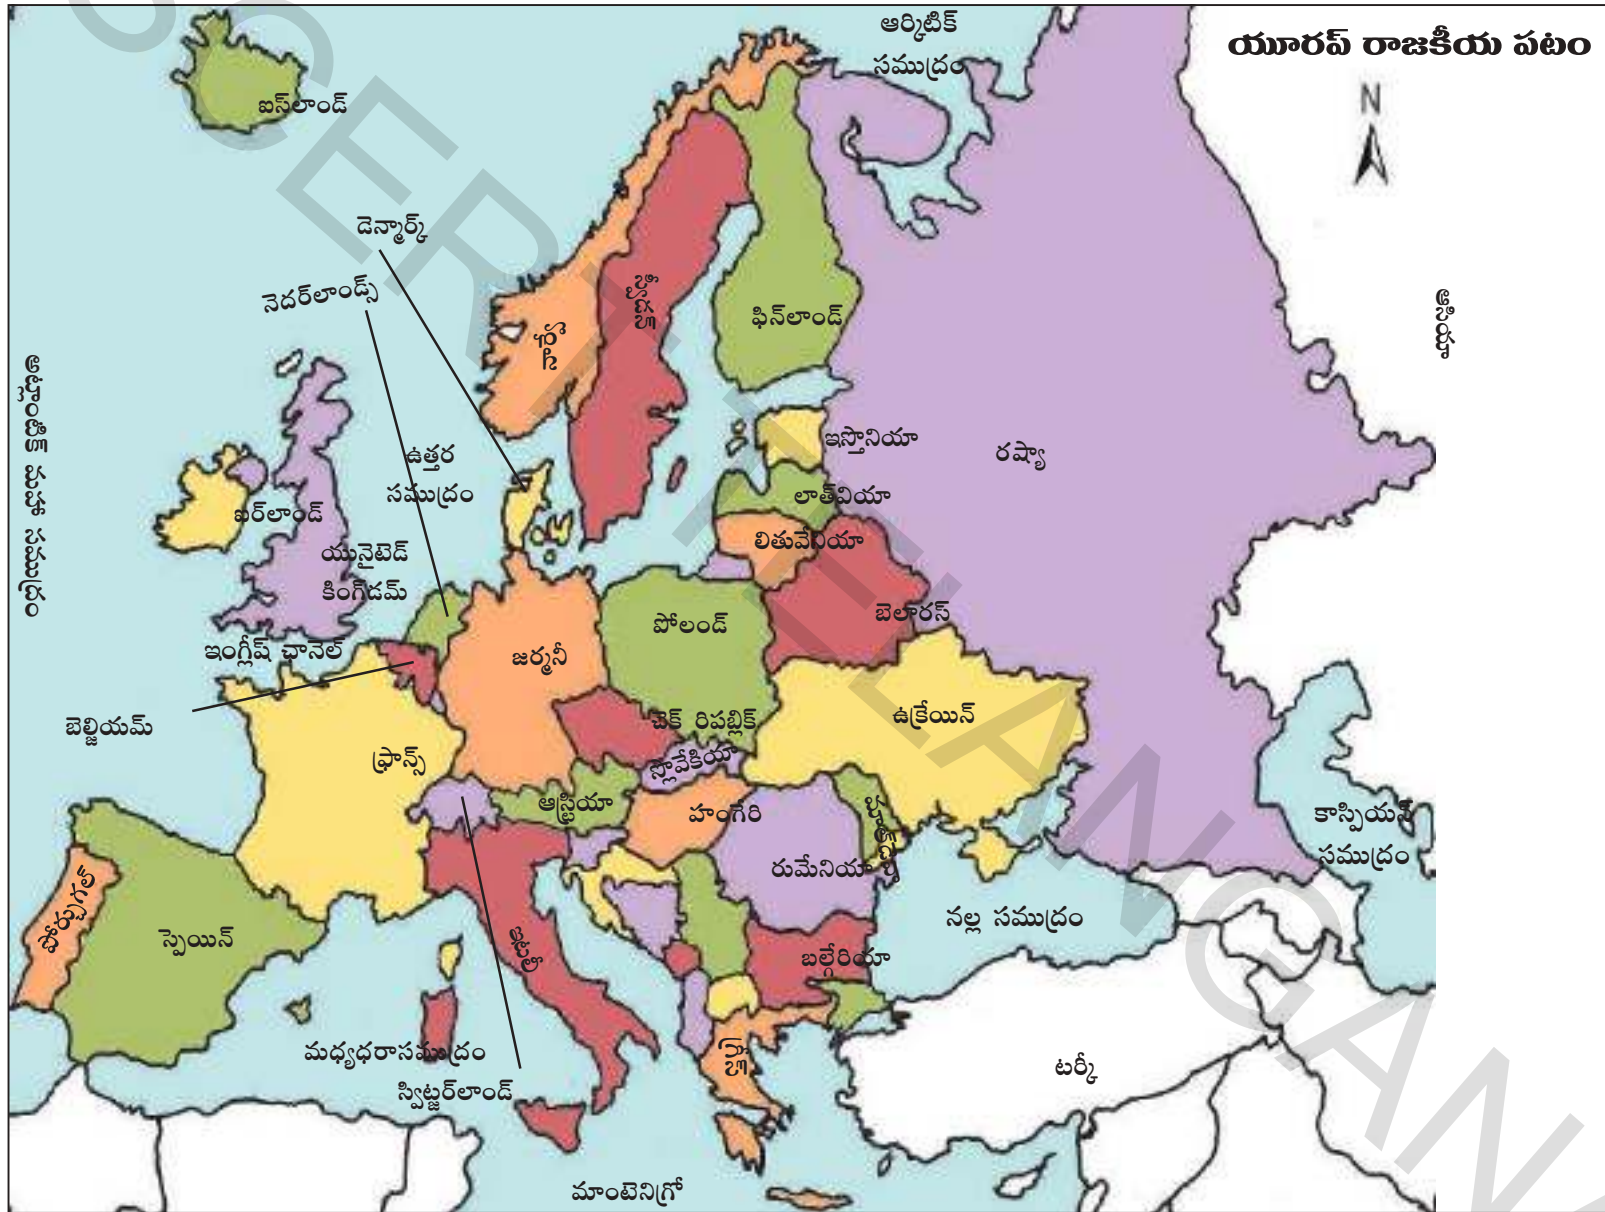 యూరప్ రాజకీయ పటం
N
ఆర్కిటిక్
సముద్రం
ఐస్‌లాండ్
డెన్మార్క్
నెదర్‌లాండ్స్
స్వీడన్
నార్వే
ఫిన్‌లాండ్
ఆసియా
అట్లాంటిక్ మహా సముద్రం
ఉత్తర
సముద్రం
ఇస్తోనియా
రష్యా
లాత్‌వియా
ఐర్‌లాండ్
లితువేనియా
యునైటెడ్
కింగ్‌డమ్
బెలారస్
పోలండ్
ఇంగ్లీష్ ఛానెల్
జర్మనీ
బెల్జియమ్
చెక్ రిపబ్లిక్
ఉక్రేయిన్
ఫ్రాన్స్
స్లొవేకియా
ఆస్ట్రియా
హంగేరి
కాస్పియన్
సముద్రం
రుమేనియా
పోర్చుగల్
స్పెయిన్
ఇటలీ
నల్ల సముద్రం
బల్గేరియా
మధ్యధరాసముద్రం
గ్రీస్
టర్కీ
స్విట్జర్‌లాండ్
మాంటెనిగ్రో
SCERT TELANGANA